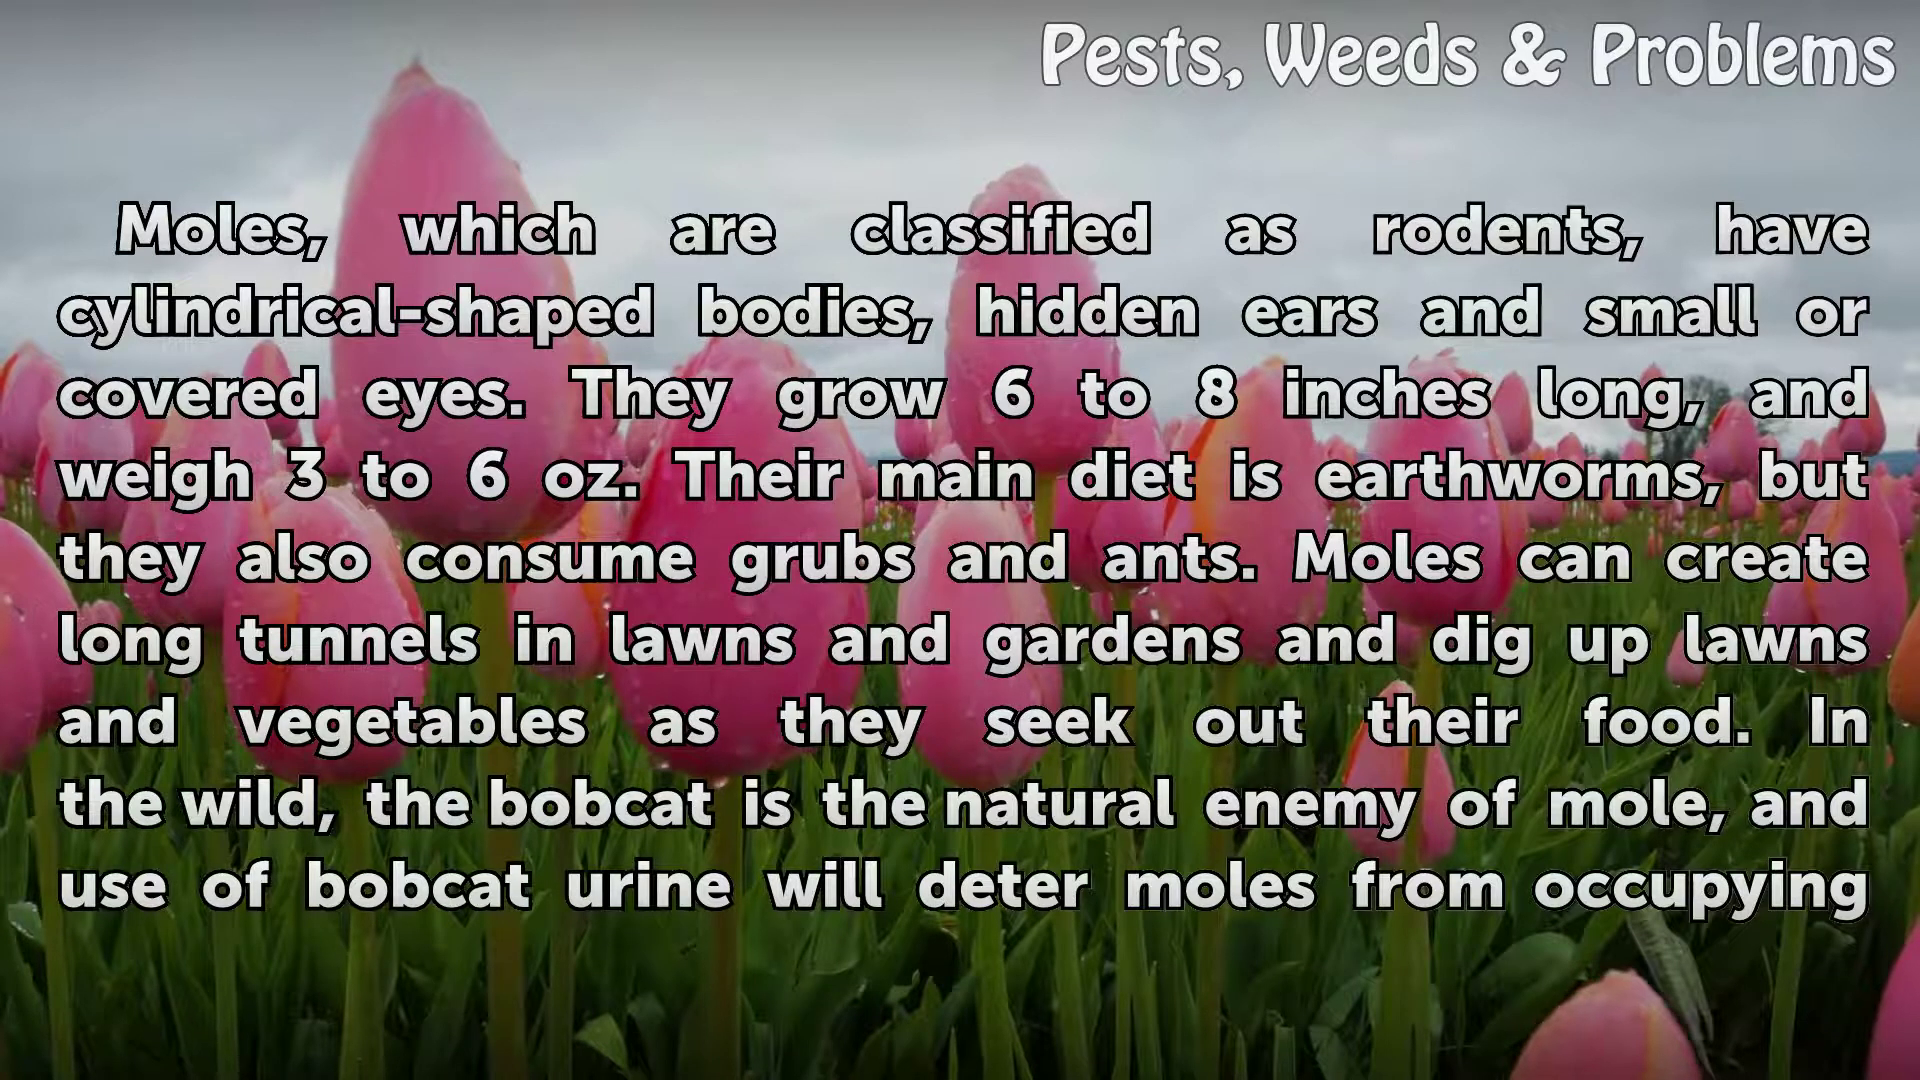 Pests, Weeds & Problems
Moles, which are classified as rodents, have
cylindrical-shaped bodies, hidden ears and small or
covered eyes. They grow 6 to 8 inches long, and
weigh 3 to 6 oz. Their main diet is earthworms, but
they also consume grubs and ants. Moles can create
long tunnels in lawns and gardens and dig up lawns
and vegetables as they seek out their food. In
the wild, the bobcat is the natural enemy of mole, and
use of bobcat urine will deter moles from occupying